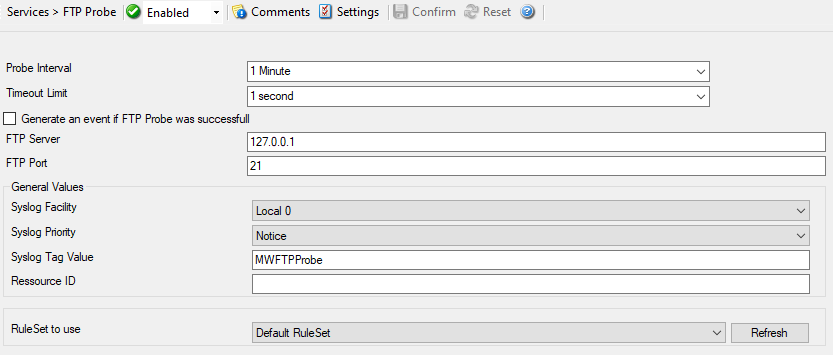 Services > FTP Probe Enabled Comments Settings Confirm Reset ?
Probe Interval 1 Minute
Timeout Limit 1 second
Generate an event if FTP Probe was successfull
FTP Server 127.0.0.1
FTP Port 21
General Values
Syslog Facility Local 0
Syslog Priority Notice
Syslog Tag Value MWFTPProbe
Ressource ID
RuleSet to use Default RuleSet Refresh